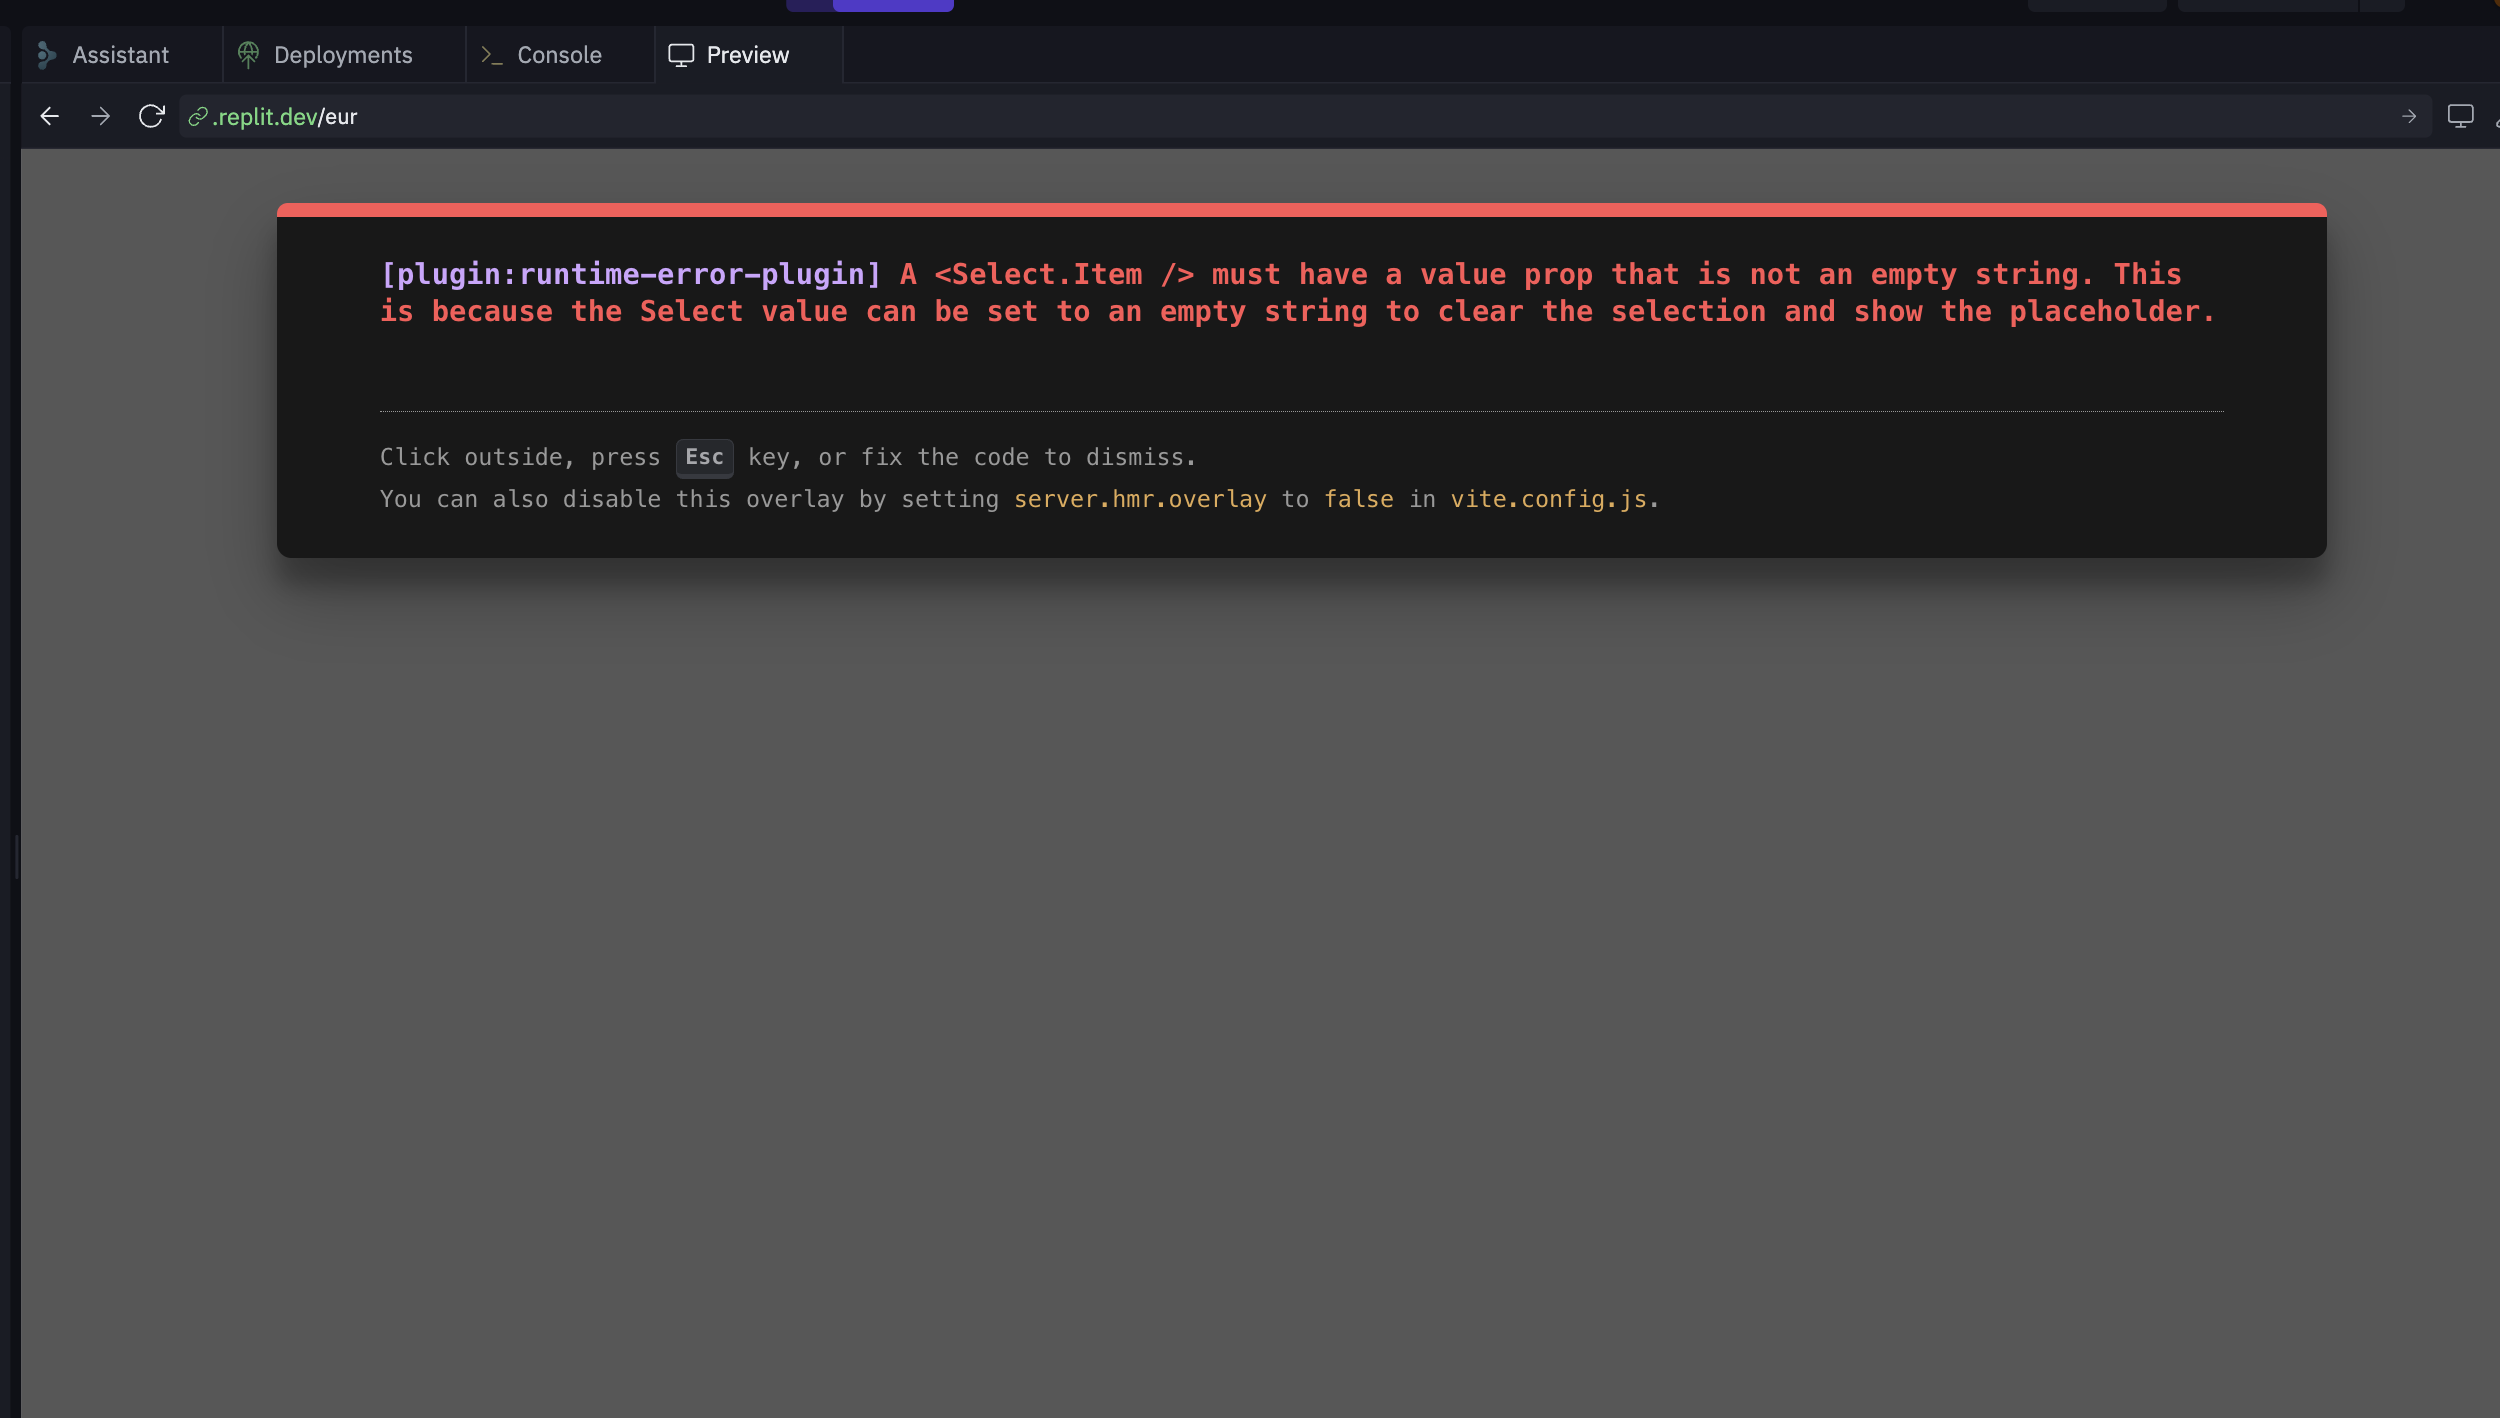 Assistant
Deployments
Console
Preview
.replit.dev/eur
[plugin:runtime-error-plugin] A <Select.Item /> must have a value prop that is not an empty string. This
is because the Select value can be set to an empty string to clear the selection and show the placeholder.
Click outside, press Esc key, or fix the code to dismiss.
You can also disable this overlay by setting server.hmr.overlay to false in vite.config.js.